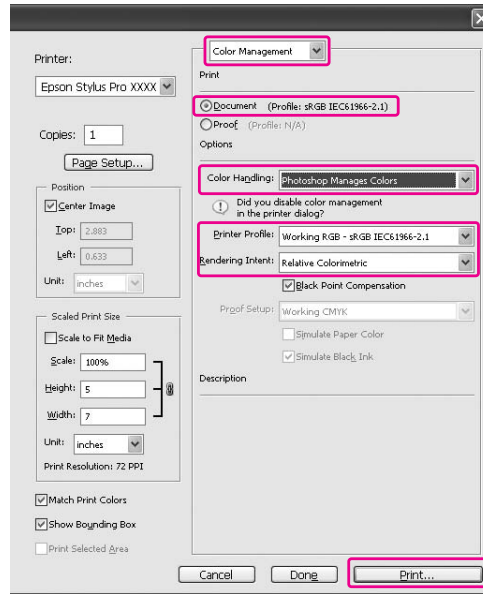 Printer:
Epson Stylus Pro XXXX
Copies: 1
Page Setup...
Position
Center Image
Top: 2.883
Left: 0.633
Unit: inches
Scaled Print Size
Scale to Fit Media
Scale: 100%
Height: 5
Width: 7
Unit: inches
Print Resolution: 72 PPI
Match Print Colors
Show Bounding Box
Print Selected Area
Color Management
Print
Document (Profile: sRGB IEC61966-2.1)
Proof (Profile: N/A)
Options
Color Handling: Photoshop Manages Colors
Did you disable color management
in the printer dialog?
Printer Profile: Working RGB - sRGB IEC61966-2.1
Rendering Intent: Relative Colorimetric
Black Point Compensation
Proof Setup: Working CMYK
Simulate Paper Color
Simulate Black Ink
Description
Cancel
Done
Print...